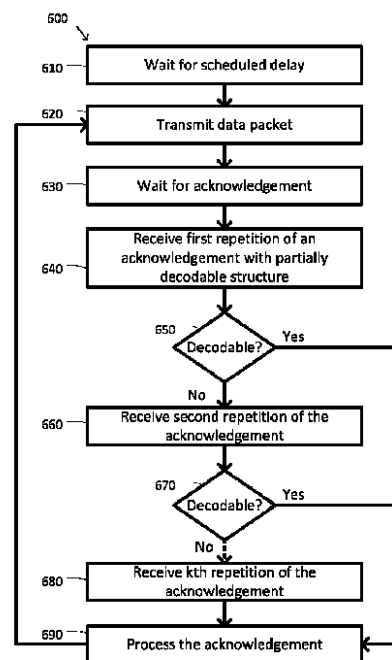 600
610
Wait for scheduled delay
620
Transmit data packet
630
Wait for acknowledgement
640
Receive first repetition of an
acknowledgement with partially
decodable structure
650
Decodable?
Yes
No
660
Receive second repetition of the
acknowledgement
670
Decodable?
Yes
No
680
Receive kth repetition of the
acknowledgement
690
Process the acknowledgement